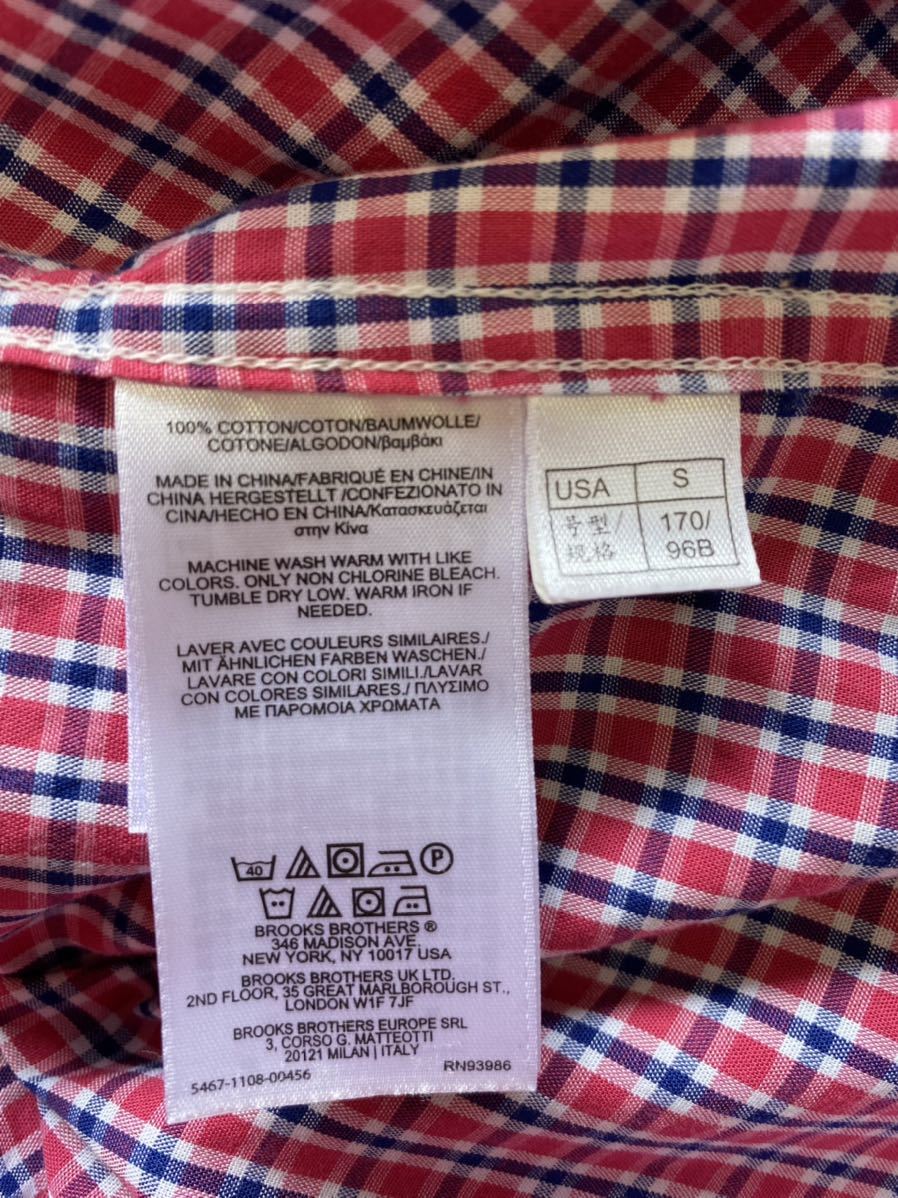 100% COTTON/COTON/BAUMWOLLE/
COTONE/ALGODON/βαμβάκι
MADE IN CHINA/FABRIQUÉ EN CHINE/IN
CHINA HERGESTELLT /CONFEZIONATO IN
CINA/HECHO EN CHINA/Κατασκευάζεται
στην Κίνα
MACHINE WASH WARM WITH LIKE
COLORS. ONLY NON CHLORINE BLEACH.
TUMBLE DRY LOW. WARM IRON IF
NEEDED.
LAVER AVEC COULEURS SIMILAIRES./
MIT ÄHNLICHEN FARBEN WASCHEN./
LAVARE CON COLORI SIMILI./LAVAR
CON COLORES SIMILARES./ ΠΛΥΣΙΜΟ
ΜΕ ΠΑΡΟΜΟΙΑ ΧΡΩΜΑΤΑ
40 P
BROOKS BROTHERS ®
346 MADISON AVE.
NEW YORK, NY 10017 USA
BROOKS BROTHERS UK LTD.
2ND FLOOR, 35 GREAT MARLBOROUGH ST.,
LONDON W1F 7JF
BROOKS BROTHERS EUROPE SRL
3, CORSO G. MATTEOTTI
20121 MILAN | ITALY
5467-1108-00456 RN93986
USA S
号型/ 170/
规格 96B